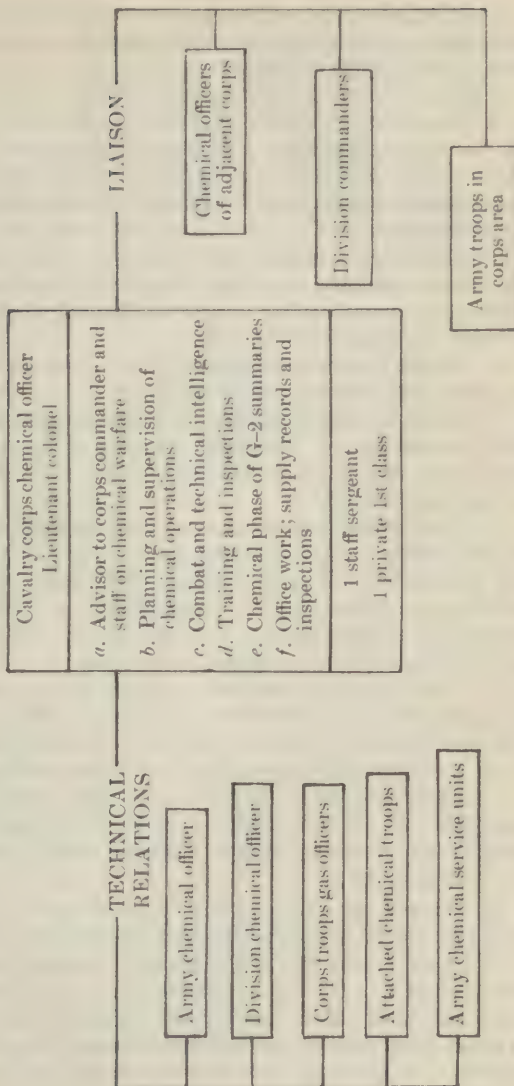 Cavalry corps chemical officer
Lieutenant colonel
a. Advisor to corps commander and
staff on chemical warfare
b. Planning and supervision of
chemical operations
c. Combat and technical intelligence
d. Training and inspections
e. Chemical phase of G-2 summaries
f. Office work; supply records and
inspections
1 staff sergeant
1 private 1st class
TECHNICAL
RELATIONS
Army chemical officer
Division chemical officer
Corps troops gas officers
Attached chemical troops
Army chemical service units
LIAISON
Chemical officers
of adjacent corps
Division commanders
Army troops in
corps area